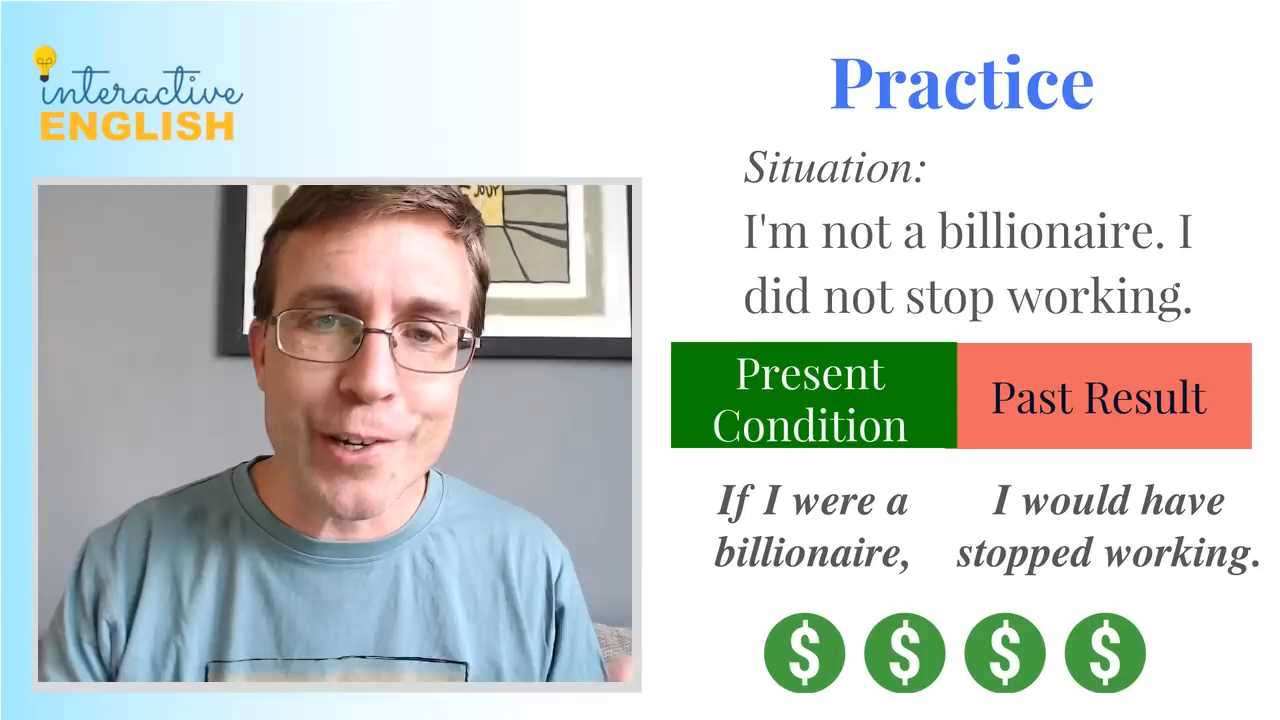 interactive
ENGLISH
Practice
Situation:
I'm not a billionaire. I
did not stop working.
Present
Condition
Past Result
If I were a
billionaire,
I would have
stopped working.
$ $ $ $